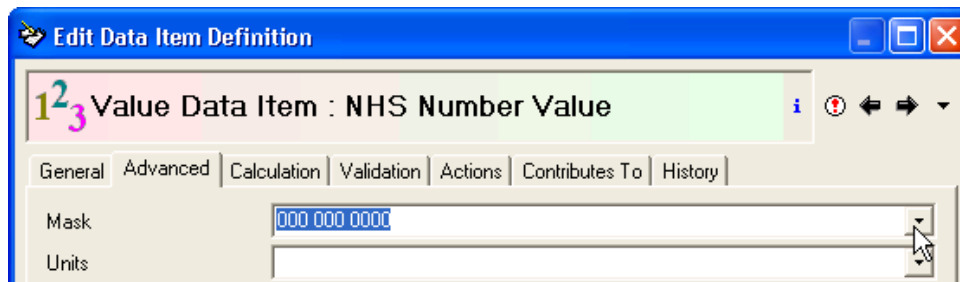 Edit Data Item Definition
123 Value Data Item : NHS Number Value i
General Advanced Calculation Validation Actions Contributes To History
Mask 000 000 0000
Units